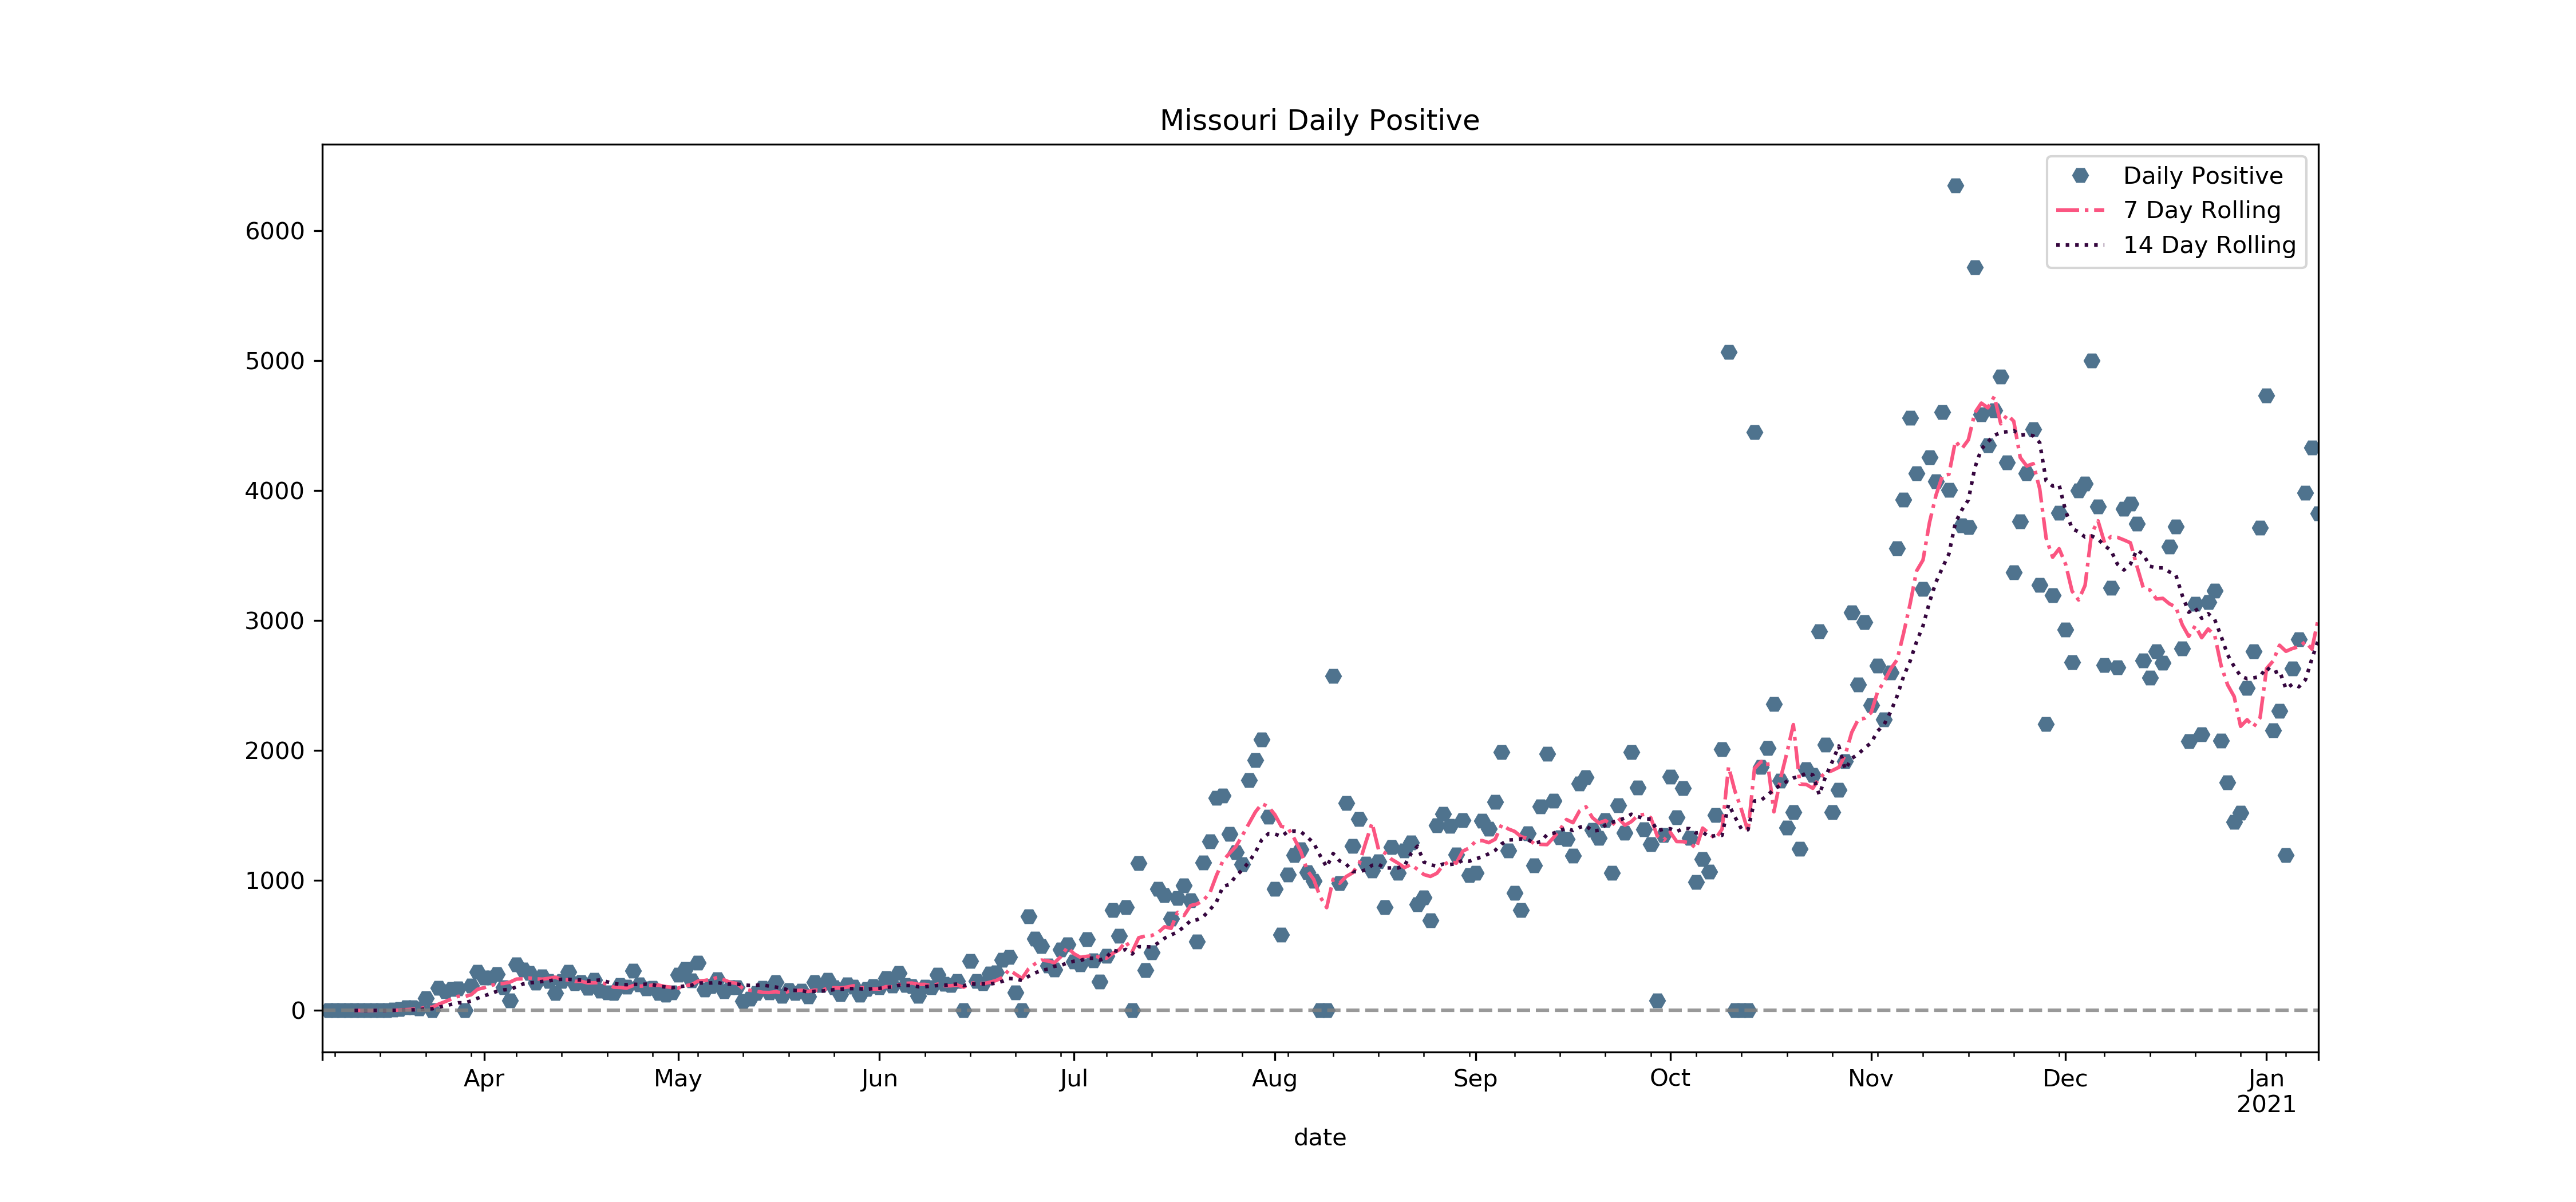 Missouri Daily Positive
Daily Positive
7 Day Rolling
14 Day Rolling
6000
5000
4000
3000
2000
1000
0
Apr May Jun Jul Aug Sep Oct Nov Dec Jan
2021
date